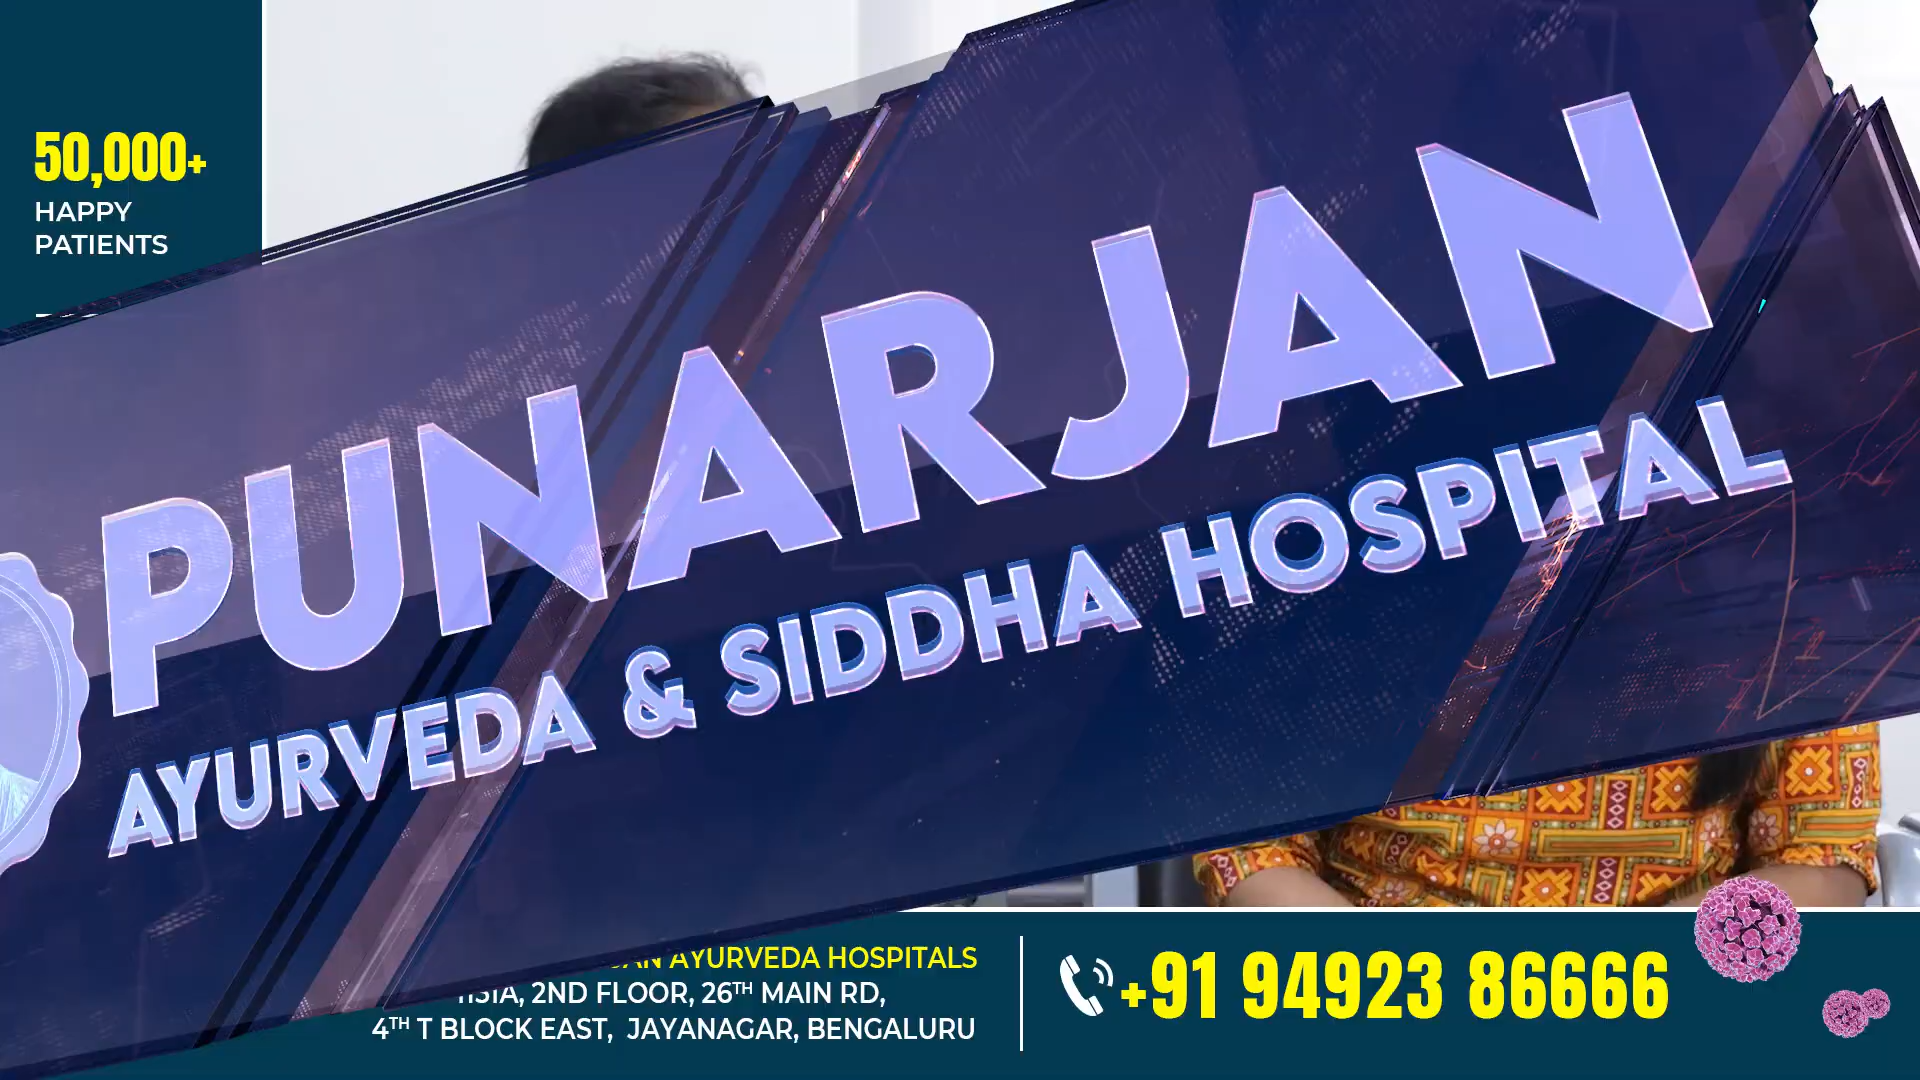 50,000+
HAPPY
PATIENTS
PUNARJAN
AYURVEDA & SIDDHA HOSPITAL
AYURVEDA HOSPITALS
2ND FLOOR, 26TH MAIN RD,
4TH T BLOCK EAST, JAYANAGAR, BENGALURU
+91 94923 86666